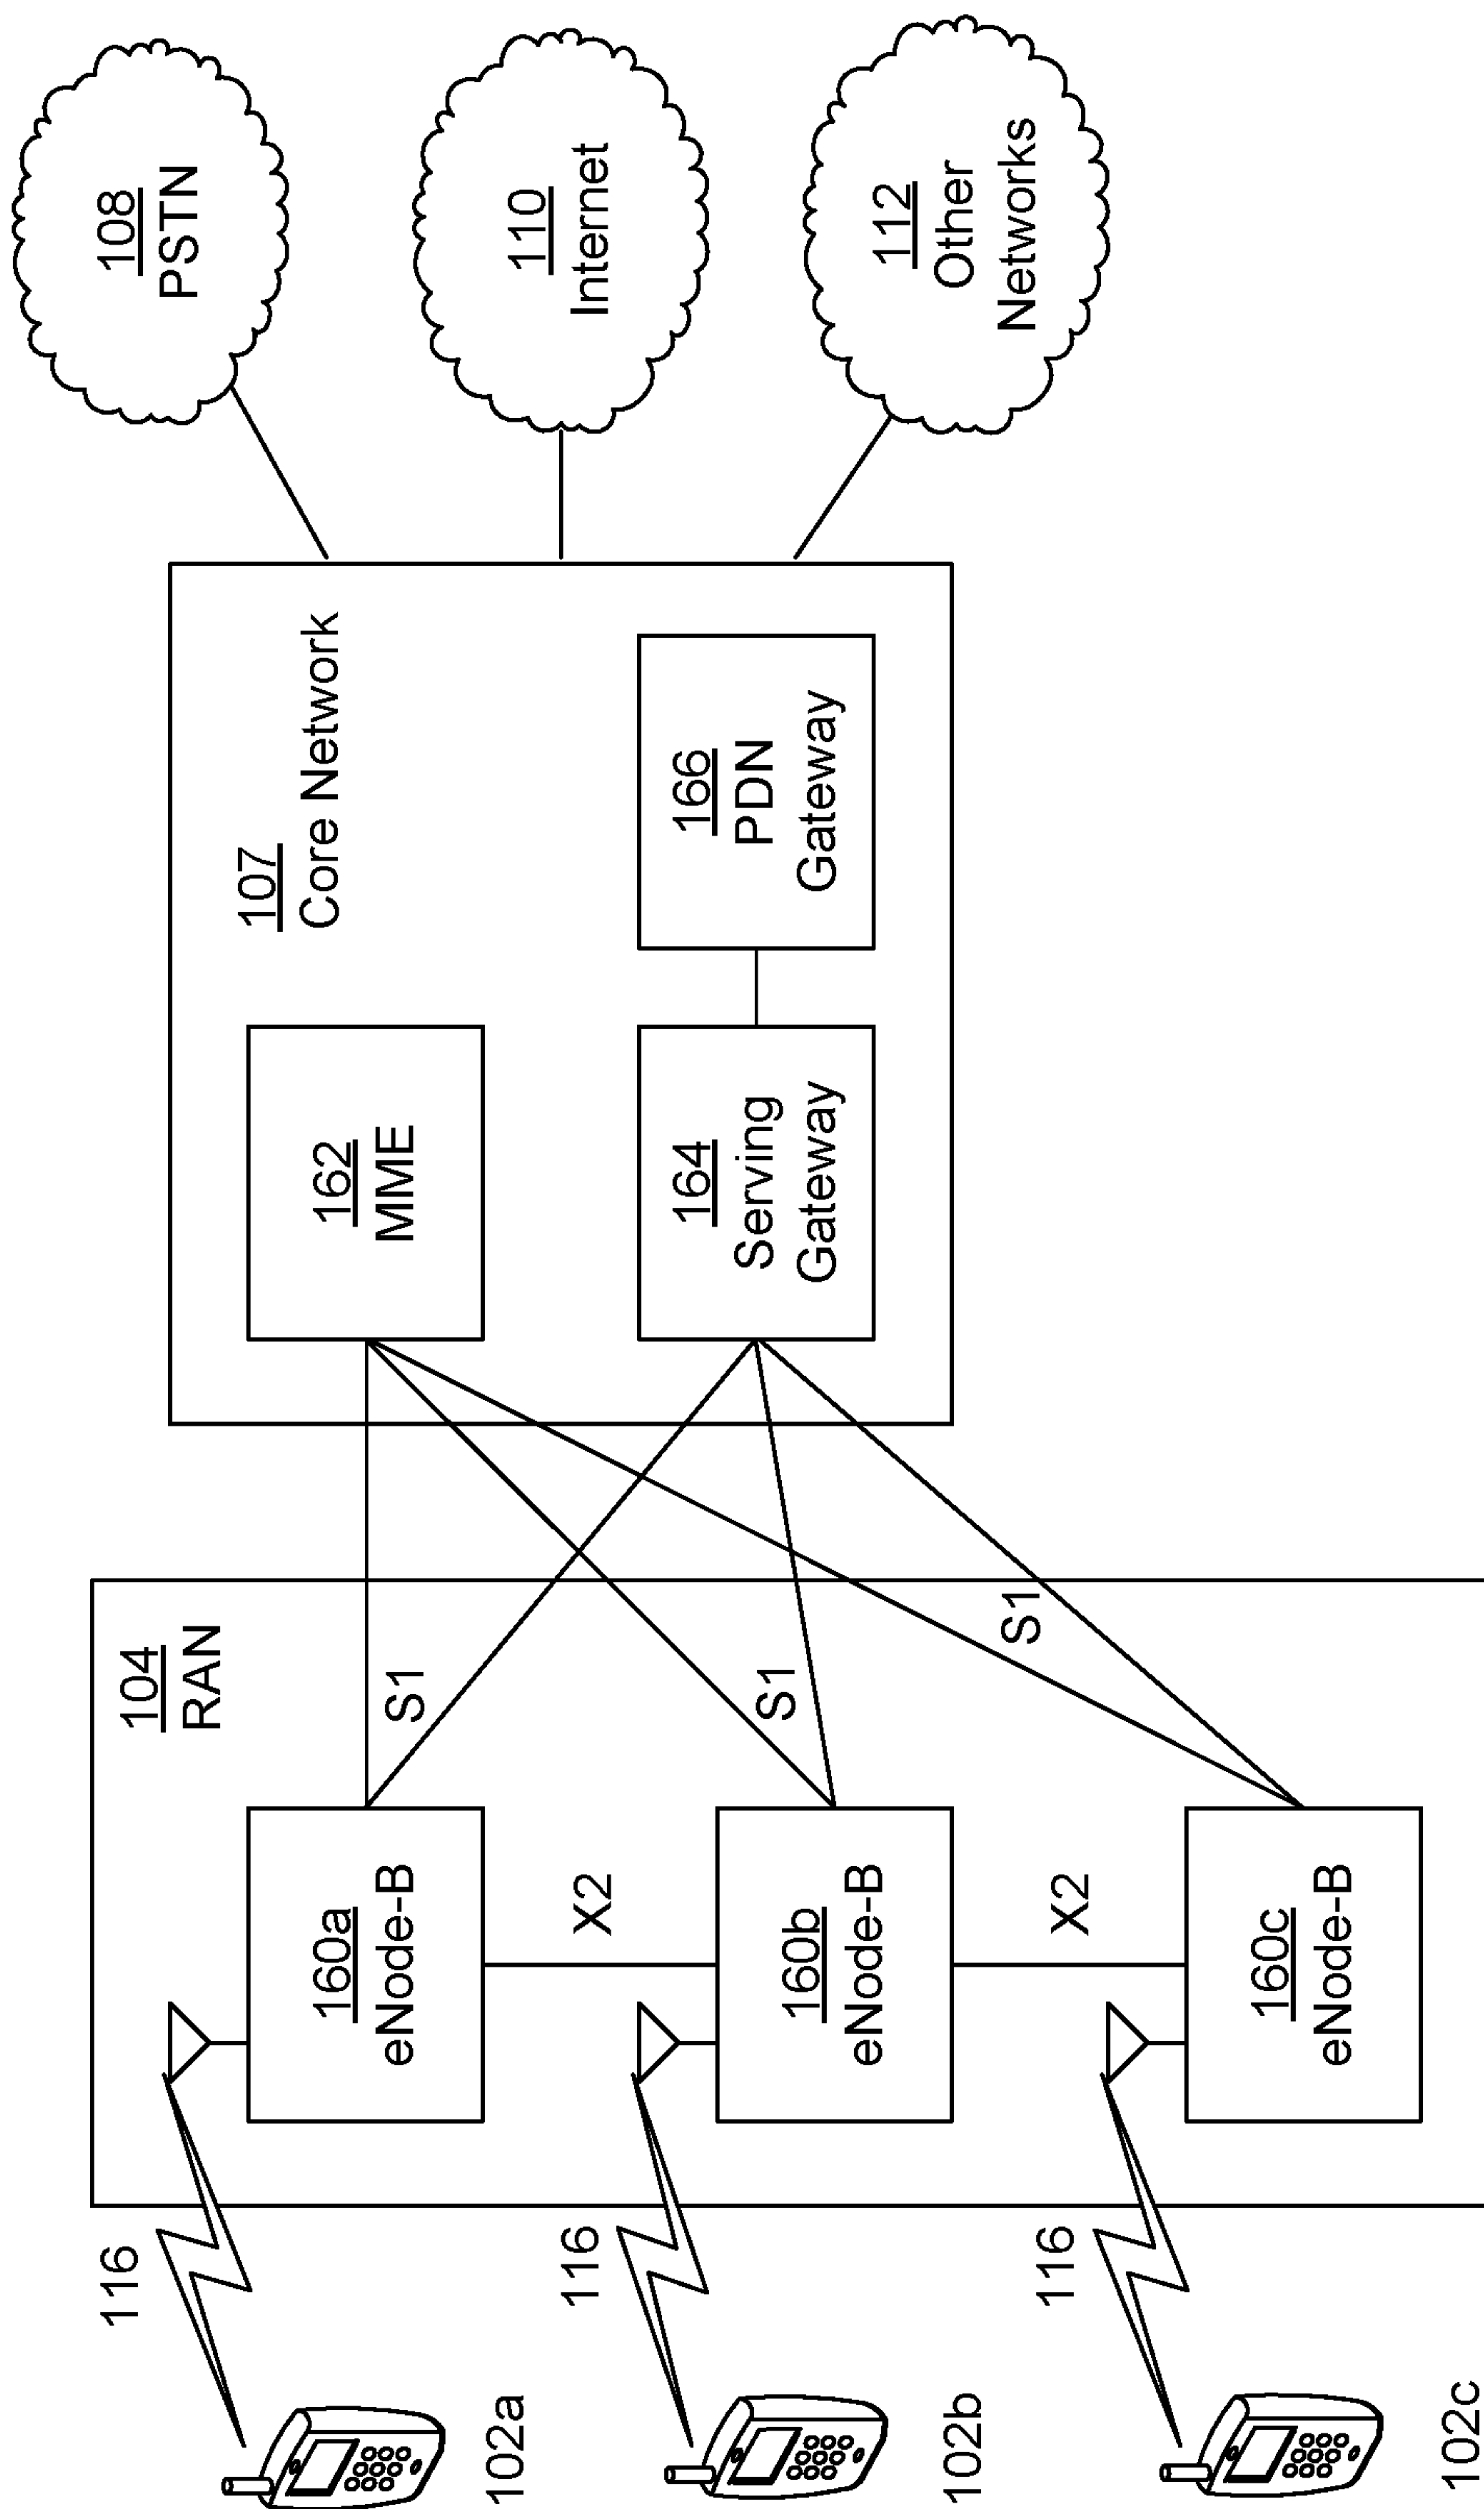 102a
116
104
RAN
160a
eNode-B
S1
X2
102b
116
160b
eNode-B
S1
X2
102c
116
160c
eNode-B
S1
107
Core Network
162
MME
164
Serving
Gateway
166
PDN
Gateway
108
PSTN
110
Internet
112
Other
Networks